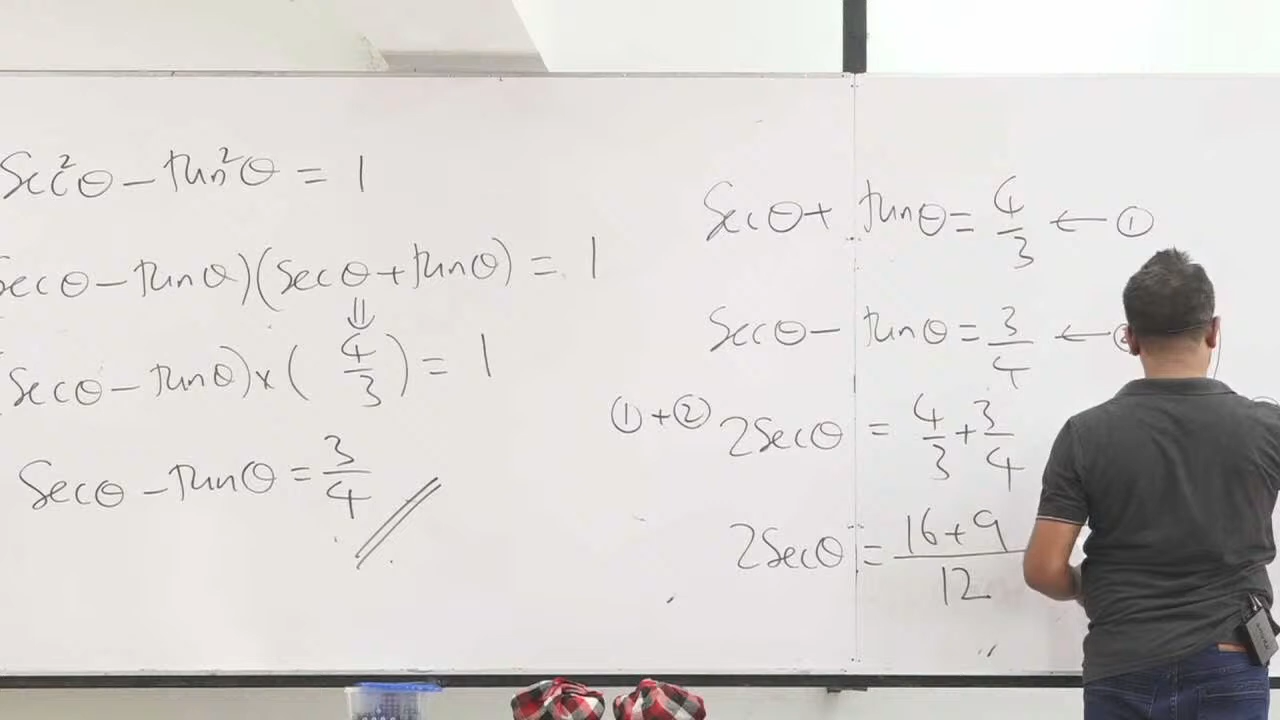 Sec²θ - tan²θ = 1
Secθ - tanθ)(Secθ + tanθ) = 1
⇓
(Secθ - tanθ) x (4/3) = 1
Secθ - tanθ = 3/4
Secθ + tanθ = 4/3 ← ①
Secθ - tanθ = 3/4 ← ②
① + ② 2Secθ = 4/3 + 3/4
2Secθ = 16+9/12